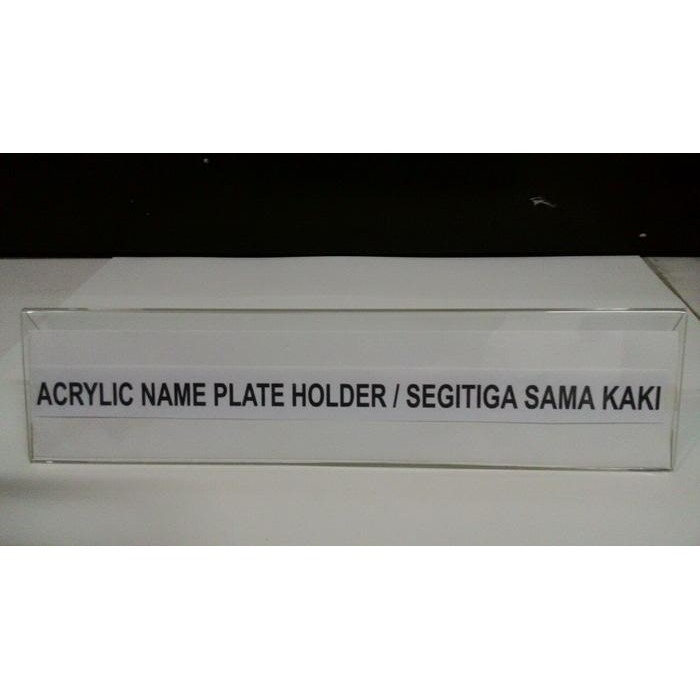 ACRYLIC NAME PLATE HOLDER / SEGITIGA SAMA KAKI